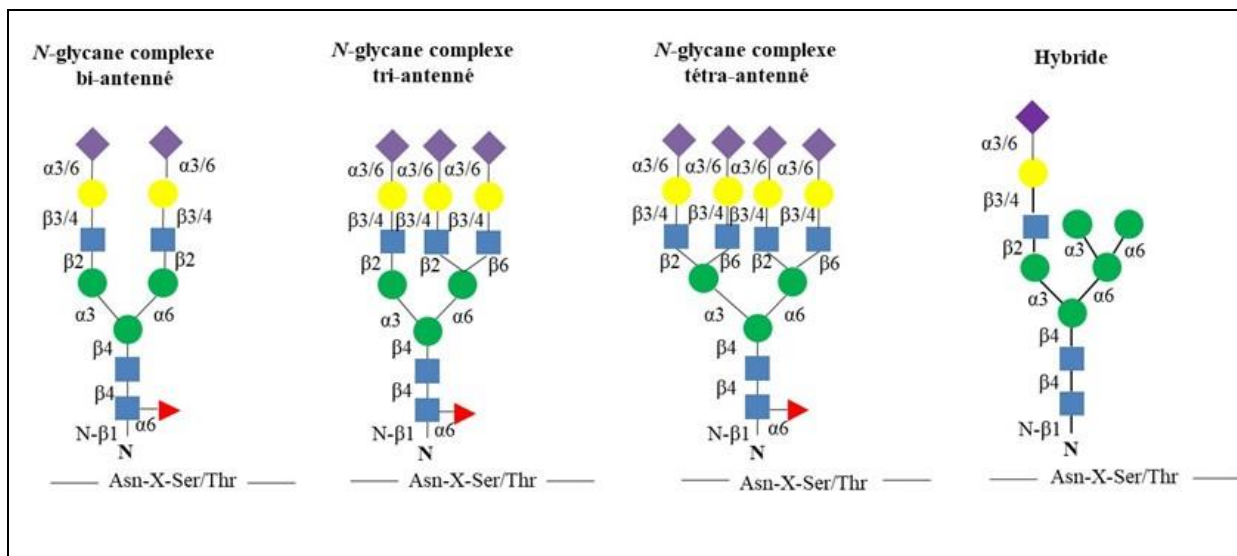 N-glycane complexe
bi-antenné
α3/6
α3/6
β3/4
β3/4
β2
β2
α3
α6
β4
β4
α6
N-β1
N
Asn-X-Ser/Thr
N-glycane complexe
tri-antenné
α3/6
α3/6
α3/6
β3/4
β3/4
β3/4
β2
β2
β6
α3
α6
β4
β4
α6
N-β1
N
Asn-X-Ser/Thr
N-glycane complexe
tétra-antenné
α3/6
α3/6
α3/6
α3/6
β3/4
β3/4
β3/4
β3/4
β2
β6
β2
β6
α3
α6
β4
β4
α6
N-β1
N
Asn-X-Ser/Thr
Hybride
α3/6
β3/4
β2
α3
α6
α3
α6
β4
β4
N-β1
N
Asn-X-Ser/Thr